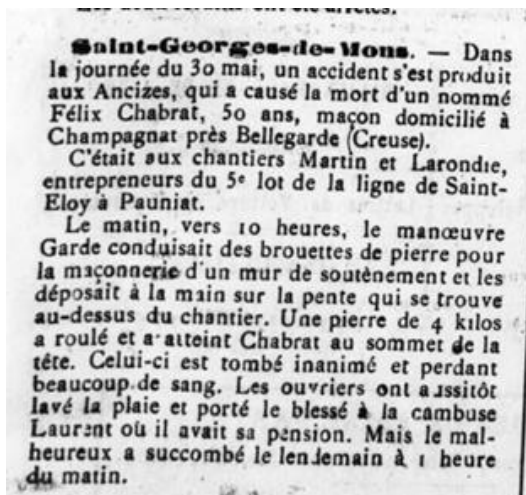 Saint-Georges-de-Mons. — Dans
la journée du 30 mai, un accident s'est produit
aux Ancizes, qui a causé la mort d'un nommé
Félix Chabrat, 50 ans, maçon domicilié à
Champagnat près Bellegarde (Creuse).
C'était aux chantiers Martin et Larondie,
entrepreneurs du 5e lot de la ligne de Saint-
Eloy à Pauniat.
Le matin, vers 10 heures, le manœuvre
Garde conduisait des brouettes de pierre pour
la maçonnerie d'un mur de soutènement et les
déposait à la main sur la pente qui se trouve
au-dessus du chantier. Une pierre de 4 kilos
a roulé et a atteint Chabrat au sommet de la
tête. Celui-ci est tombé inanimé et perdant
beaucoup de sang. Les ouvriers ont aussitôt
lavé la plaie et porté le blessé à la cambuse
Laurent où il avait sa pension. Mais le mal-
heureux a succombé le lendemain à 1 heure
du matin.